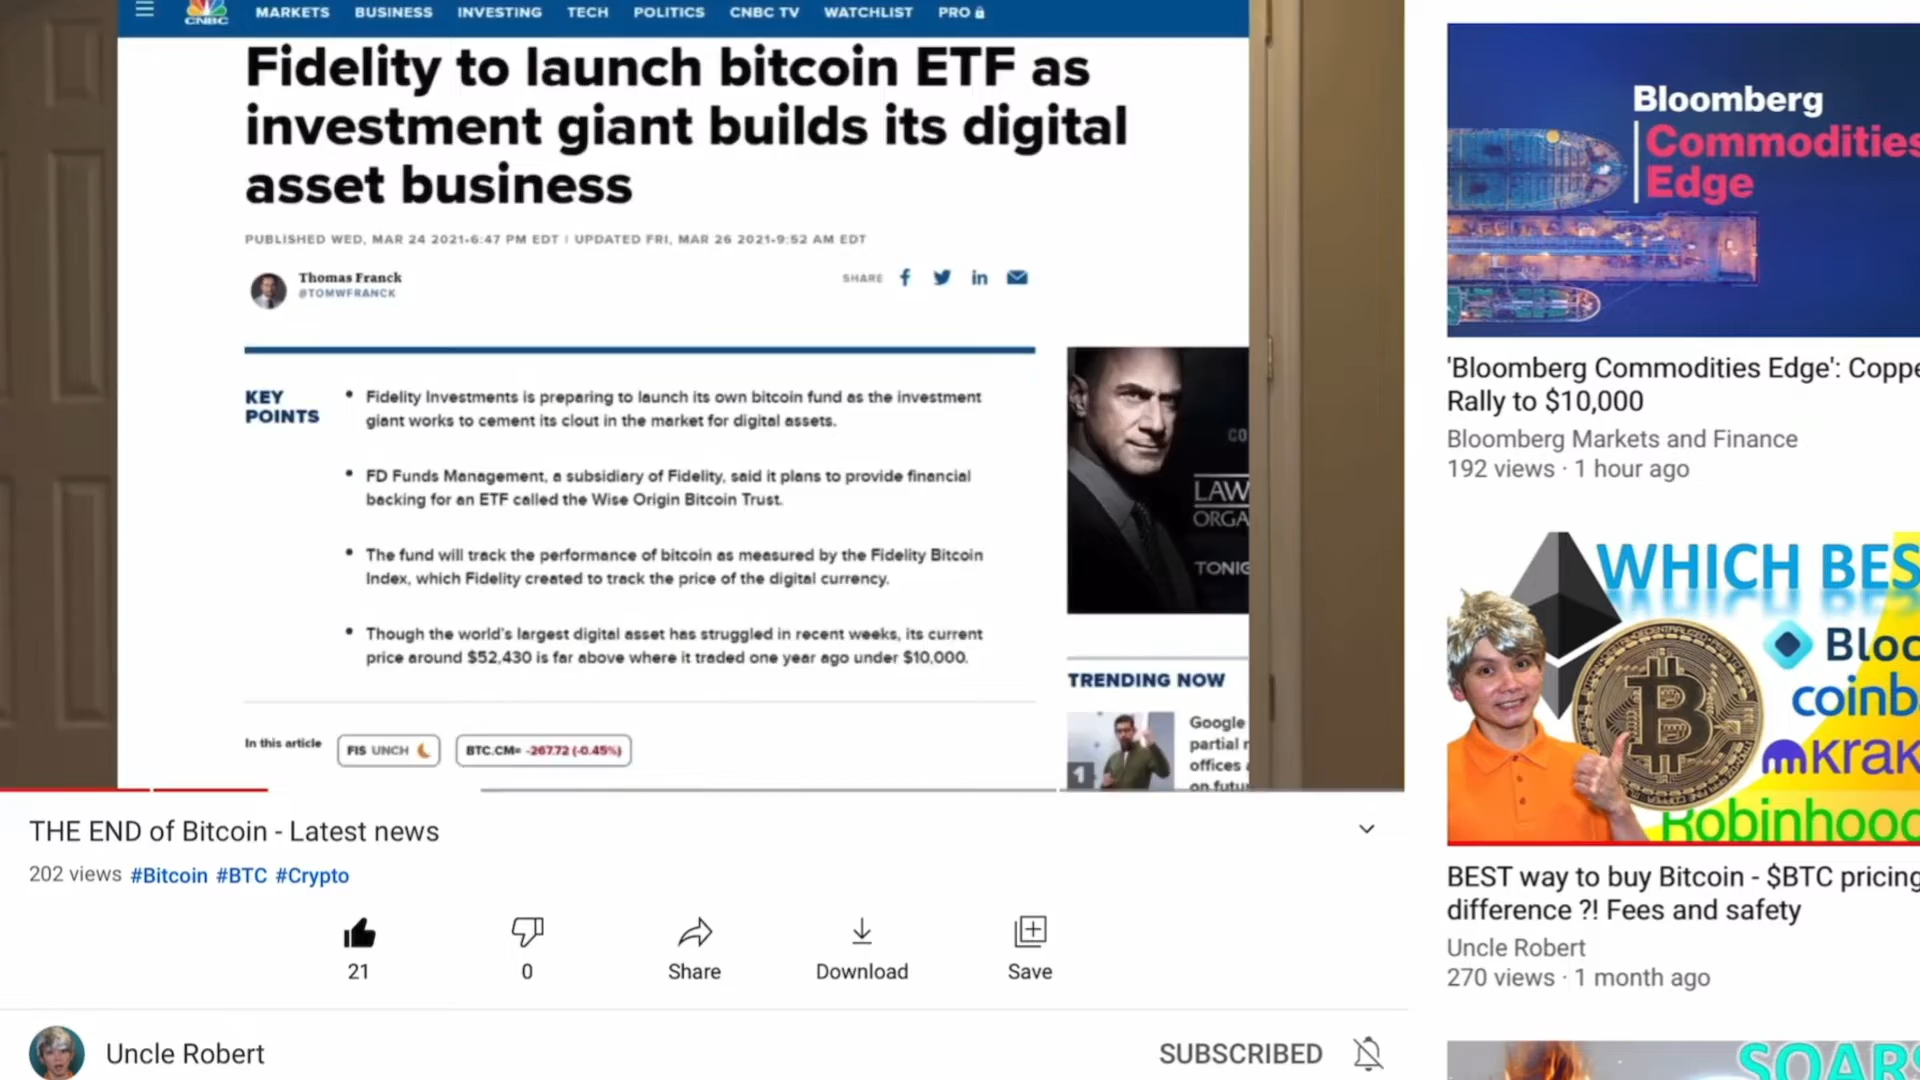 CNBC
MARKETS BUSINESS INVESTING TECH POLITICS CNBC TV WATCHLIST PRO
Fidelity to launch bitcoin ETF as
investment giant builds its digital
asset business
PUBLISHED WED, MAR 24 2021•6:47 PM EDT | UPDATED FRI, MAR 26 2021•9:52 AM EDT
Thomas Franck
@TOMWFRANCK
SHARE
KEY
POINTS
• Fidelity Investments is preparing to launch its own bitcoin fund as the investment
giant works to cement its clout in the market for digital assets.
• FD Funds Management, a subsidiary of Fidelity, said it plans to provide financial
backing for an ETF called the Wise Origin Bitcoin Trust.
• The fund will track the performance of bitcoin as measured by the Fidelity Bitcoin
Index, which Fidelity created to track the price of the digital currency.
• Though the world's largest digital asset has struggled in recent weeks, its current
price around $52,430 is far above where it traded one year ago under $10,000.
In this article
FIS UNCH
BTC.CM= -267.72 (-0.45%)
CO
LAW
ORGA
TONIG
TRENDING NOW
1
Google
partial r
offices a
on futu
THE END of Bitcoin - Latest news
202 views #Bitcoin #BTC #Crypto
21
0
Share
Download
Save
Uncle Robert
SUBSCRIBED
Bloomberg
Commodities
Edge
'Bloomberg Commodities Edge': Coppe
Rally to $10,000
Bloomberg Markets and Finance
192 views · 1 hour ago
WHICH BES
Bloc
coinb
krak
Robinhood
BEST way to buy Bitcoin - $BTC pricing
difference ?! Fees and safety
Uncle Robert
270 views · 1 month ago
SOARS